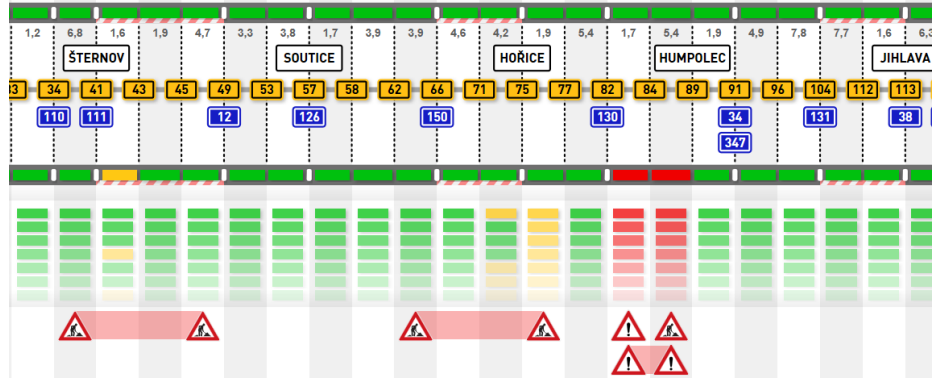 1,2 6,8 1,6 1,9 4,7 3,3 3,8 1,7 3,9 3,9 4,6 4,2 1,9 5,4 1,7 5,4 1,9 4,9 7,8 7,7 1,6 6,3
ŠTERNOV SOUTICE HOŘICE HUMPOLEC JIHLAVA
33 34 41 43 45 49 53 57 58 62 66 71 75 77 82 84 89 91 96 104 112 113
110 111 12 126 150 130 34 131 38
347